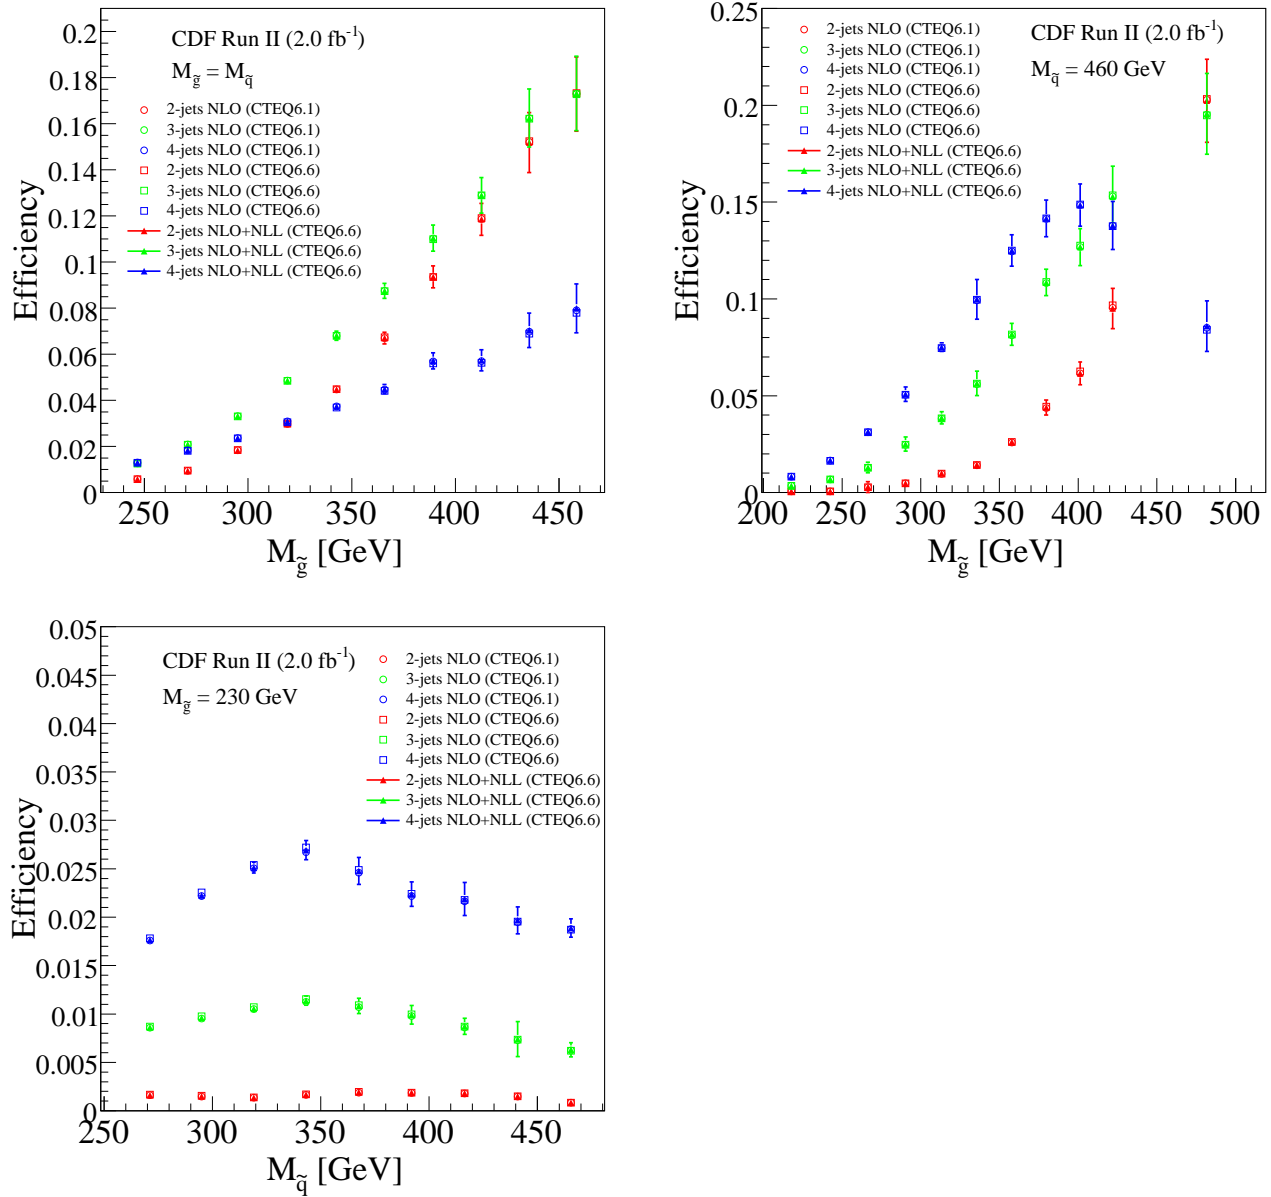 0.2
0.18
0.16
0.14
0.12
0.1
0.08
0.06
0.04
0.02
0
Efficiency
CDF Run II (2.0 fb⁻¹)
M_g̃ = M_q̃
2-jets NLO (CTEQ6.1)
3-jets NLO (CTEQ6.1)
4-jets NLO (CTEQ6.1)
2-jets NLO (CTEQ6.6)
3-jets NLO (CTEQ6.6)
4-jets NLO (CTEQ6.6)
2-jets NLO+NLL (CTEQ6.6)
3-jets NLO+NLL (CTEQ6.6)
4-jets NLO+NLL (CTEQ6.6)
250 300 350 400 450
M_g̃ [GeV]
0.25
0.2
0.15
0.1
0.05
0
Efficiency
2-jets NLO (CTEQ6.1)
3-jets NLO (CTEQ6.1)
4-jets NLO (CTEQ6.1)
2-jets NLO (CTEQ6.6)
3-jets NLO (CTEQ6.6)
4-jets NLO (CTEQ6.6)
2-jets NLO+NLL (CTEQ6.6)
3-jets NLO+NLL (CTEQ6.6)
4-jets NLO+NLL (CTEQ6.6)
CDF Run II (2.0 fb⁻¹)
M_q̃ = 460 GeV
200 250 300 350 400 450 500
M_g̃ [GeV]
0.05
0.045
0.04
0.035
0.03
0.025
0.02
0.015
0.01
0.005
0
Efficiency
CDF Run II (2.0 fb⁻¹)
M_g̃ = 230 GeV
2-jets NLO (CTEQ6.1)
3-jets NLO (CTEQ6.1)
4-jets NLO (CTEQ6.1)
2-jets NLO (CTEQ6.6)
3-jets NLO (CTEQ6.6)
4-jets NLO (CTEQ6.6)
2-jets NLO+NLL (CTEQ6.6)
3-jets NLO+NLL (CTEQ6.6)
4-jets NLO+NLL (CTEQ6.6)
250 300 350 400 450
M_q̃ [GeV]